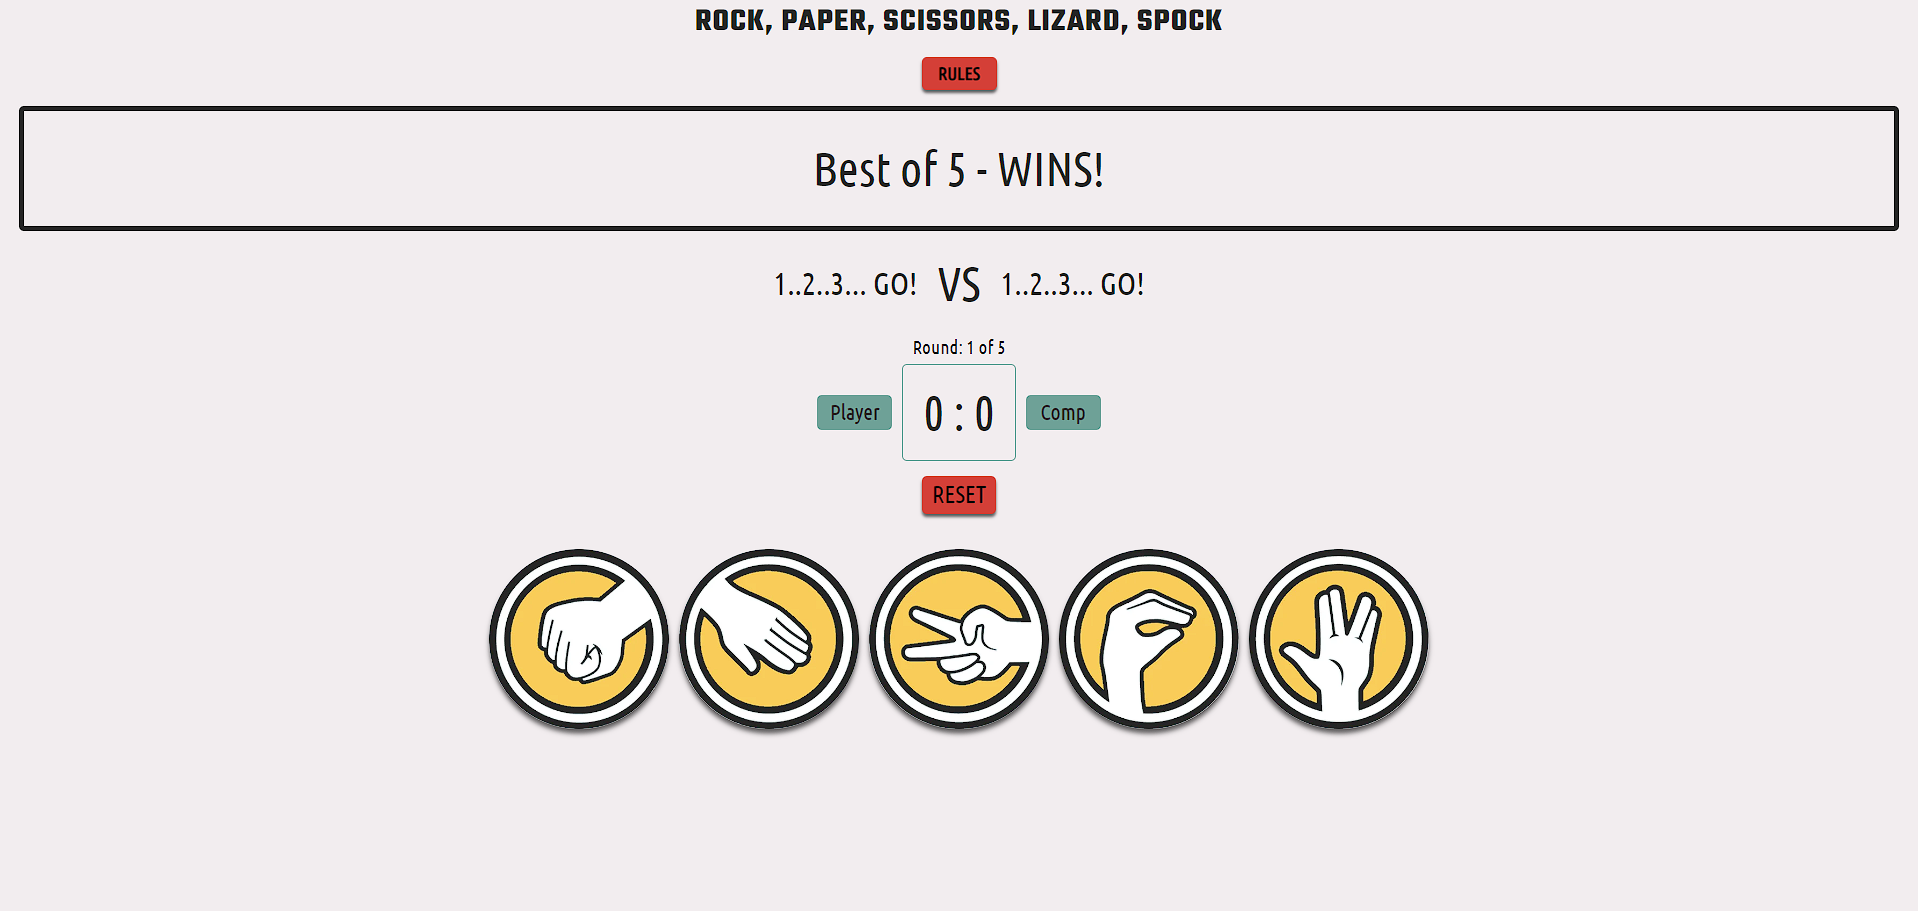 ROCK, PAPER, SCISSORS, LIZARD, SPOCK
RULES
Best of 5 - WINS!
1..2..3... GO! VS 1..2..3... GO!
Round: 1 of 5
Player 0 : 0 Comp
RESET